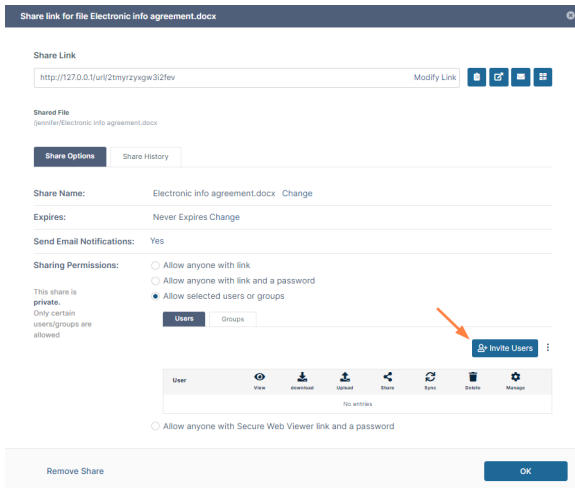 Share link for file Electronic info agreement.docx
Share Link
http://127.0.0.1/url/2tmyrzyxgw3i2fev Modify Link
Shared File
/jennifer/Electronic info agreement.docx
Share Options Share History
Share Name: Electronic info agreement.docx Change
Expires: Never Expires Change
Send Email Notifications: Yes
Sharing Permissions: Allow anyone with link
Allow anyone with link and a password
This share is
private.
Only certain
users/groups are
allowed
Allow selected users or groups
Users Groups
Invite Users
User View download Upload Share Sync Delete Manage
No entries
Allow anyone with Secure Web Viewer link and a password
Remove Share OK